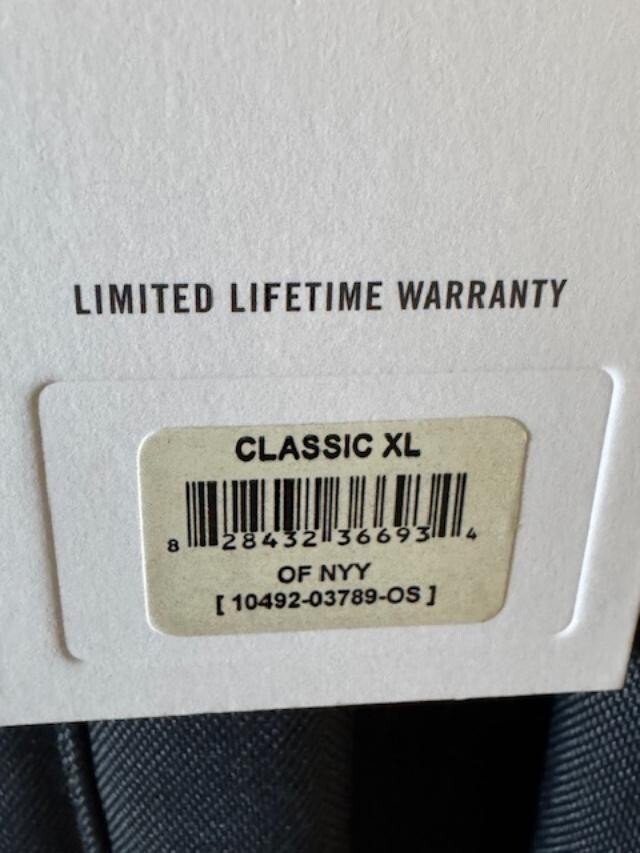 LIMITED LIFETIME WARRANTY
CLASSIC XL
8 28432 36693 4
OF NYY
[ 10492-03789-OS ]